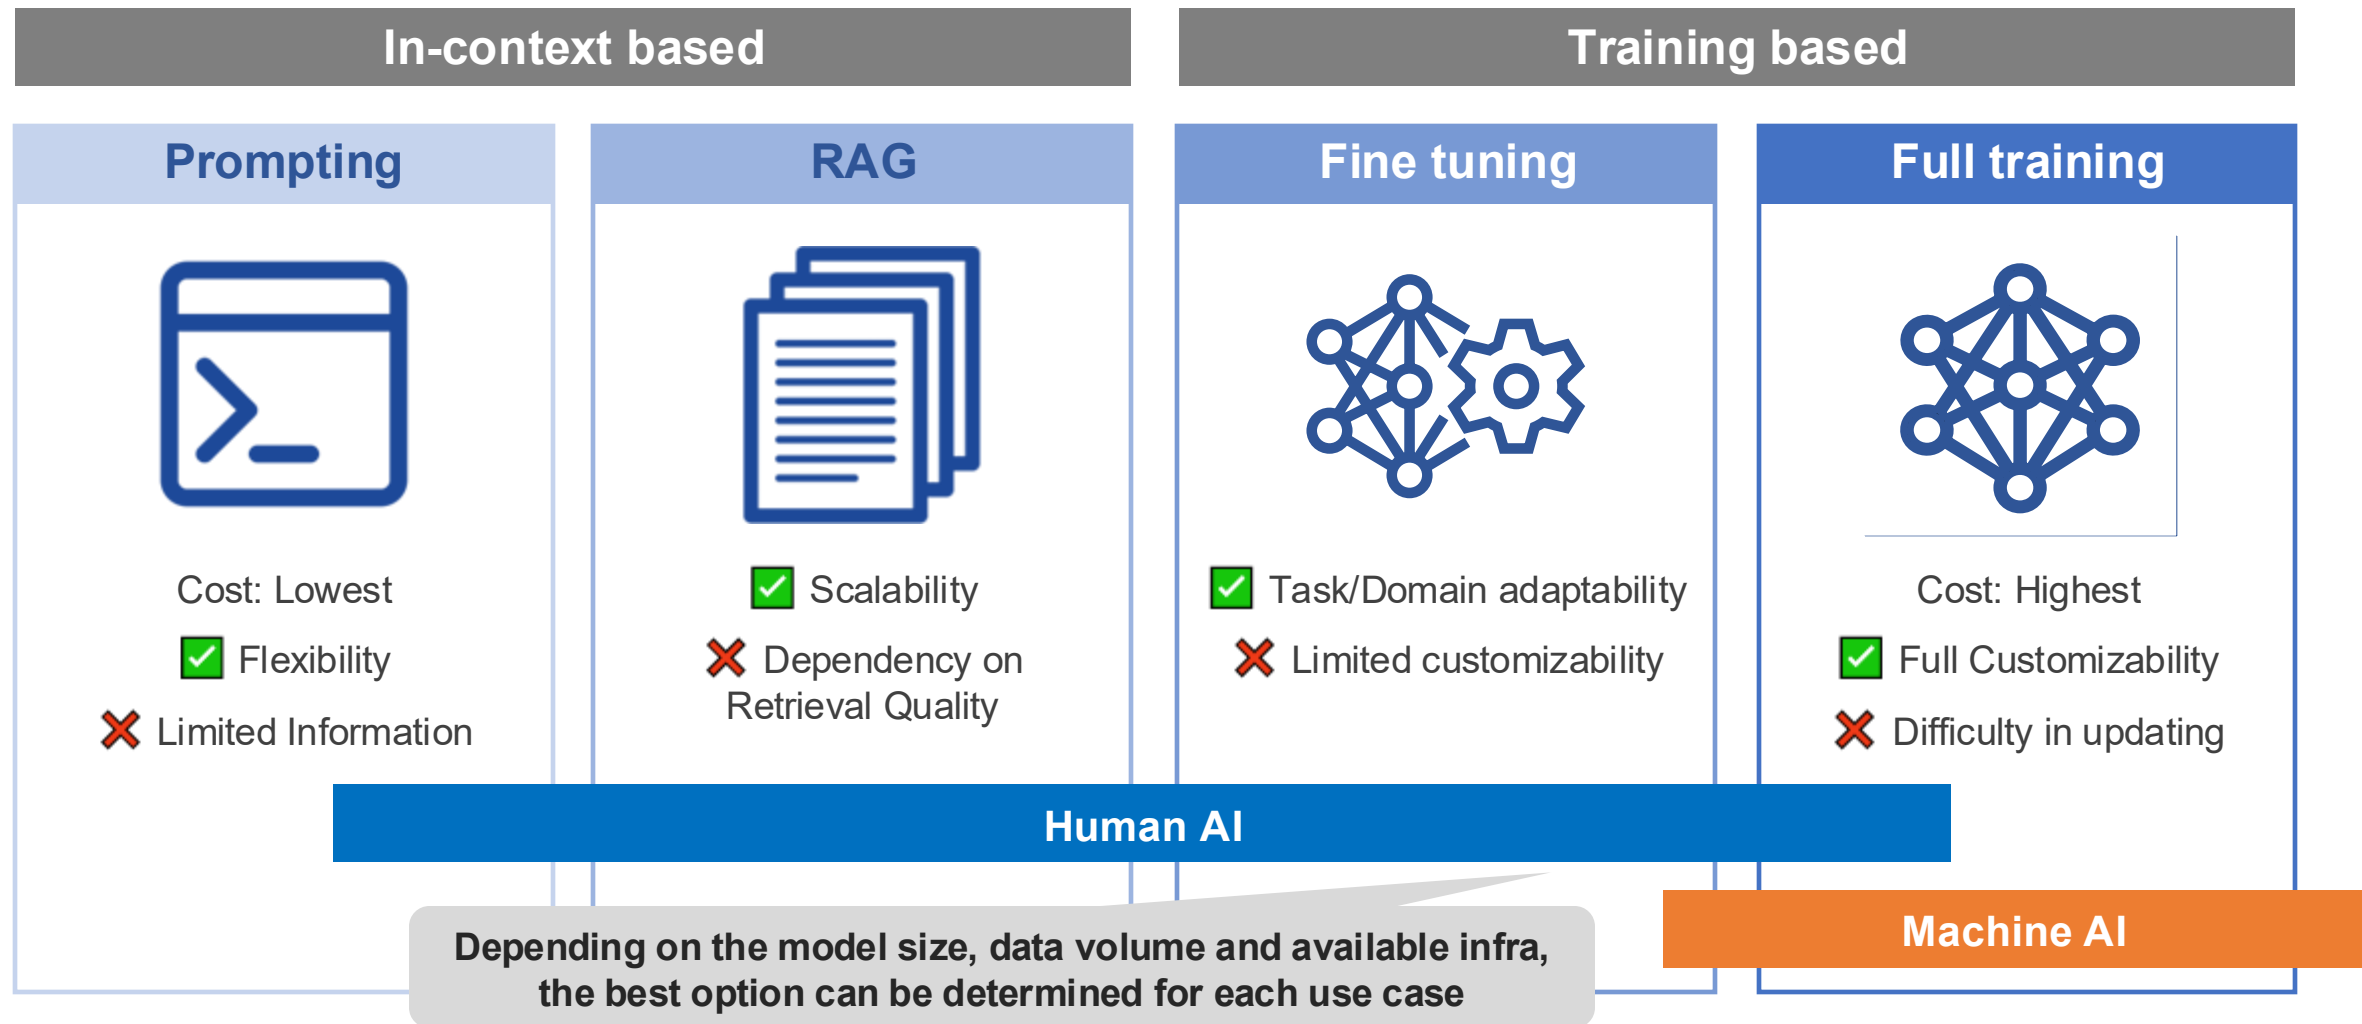 In-context based
Training based
Prompting
RAG
Fine tuning
Full training
Cost: Lowest
Flexibility
Limited Information
Scalability
Dependency on
Retrieval Quality
Task/Domain adaptability
Limited customizability
Cost: Highest
Full Customizability
Difficulty in updating
Human AI
Machine AI
Depending on the model size, data volume and available infra,
the best option can be determined for each use case